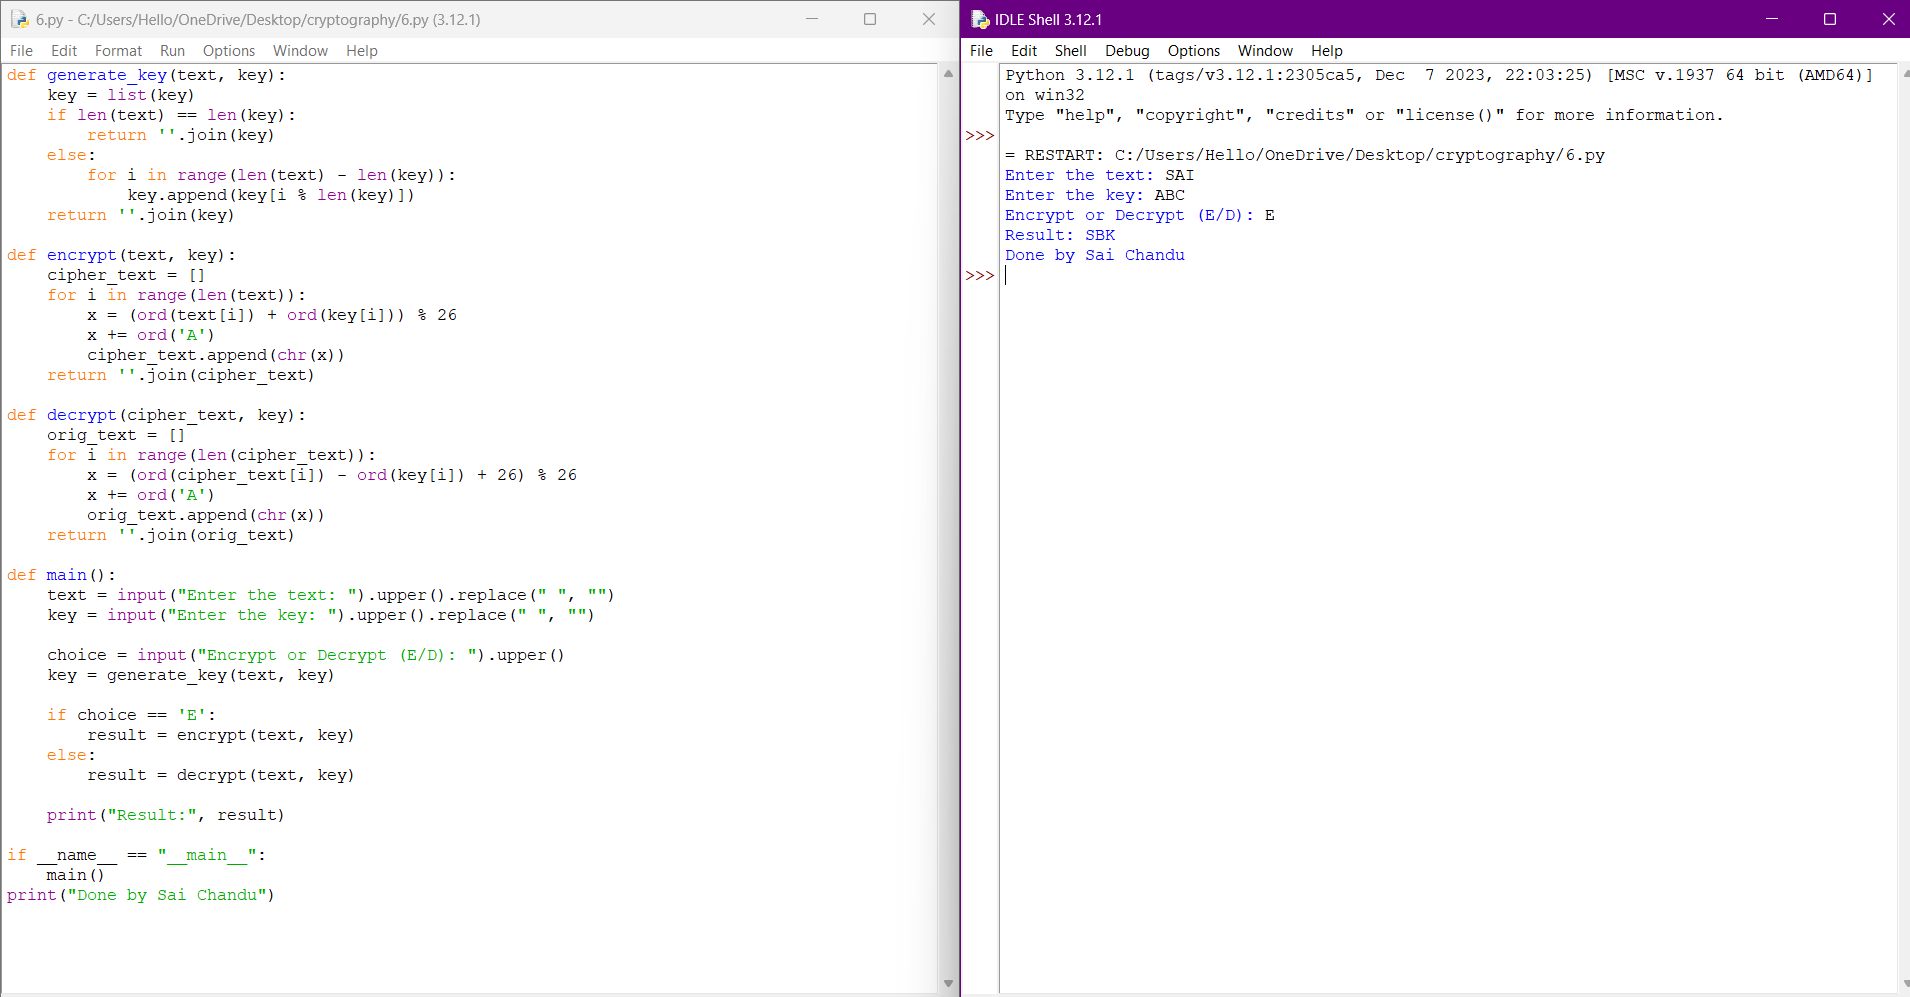 6.py - C:/Users/Hello/OneDrive/Desktop/cryptography/6.py (3.12.1)
File Edit Format Run Options Window Help
def generate_key(text, key):
    key = list(key)
    if len(text) == len(key):
        return ''.join(key)
    else:
        for i in range(len(text) - len(key)):
            key.append(key[i % len(key)])
    return ''.join(key)

def encrypt(text, key):
    cipher_text = []
    for i in range(len(text)):
        x = (ord(text[i]) + ord(key[i])) % 26
        x += ord('A')
        cipher_text.append(chr(x))
    return ''.join(cipher_text)

def decrypt(cipher_text, key):
    orig_text = []
    for i in range(len(cipher_text)):
        x = (ord(cipher_text[i]) - ord(key[i]) + 26) % 26
        x += ord('A')
        orig_text.append(chr(x))
    return ''.join(orig_text)

def main():
    text = input("Enter the text: ").upper().replace(" ", "")
    key = input("Enter the key: ").upper().replace(" ", "")

    choice = input("Encrypt or Decrypt (E/D): ").upper()
    key = generate_key(text, key)

    if choice == 'E':
        result = encrypt(text, key)
    else:
        result = decrypt(text, key)

    print("Result:", result)

if __name__ == "__main__":
    main()
print("Done by Sai Chandu")
IDLE Shell 3.12.1
File Edit Shell Debug Options Window Help
Python 3.12.1 (tags/v3.12.1:2305ca5, Dec  7 2023, 22:03:25) [MSC v.1937 64 bit (AMD64)]
on win32
Type "help", "copyright", "credits" or "license()" for more information.
>>>
= RESTART: C:/Users/Hello/OneDrive/Desktop/cryptography/6.py
Enter the text: SAI
Enter the key: ABC
Encrypt or Decrypt (E/D): E
Result: SBK
Done by Sai Chandu
>>>